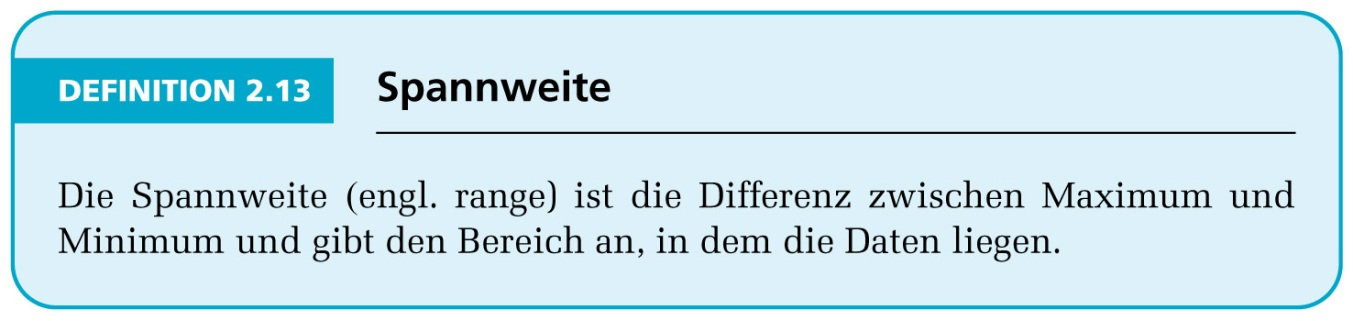 DEFINITION 2.13 Spannweite
Die Spannweite (engl. range) ist die Differenz zwischen Maximum und
Minimum und gibt den Bereich an, in dem die Daten liegen.